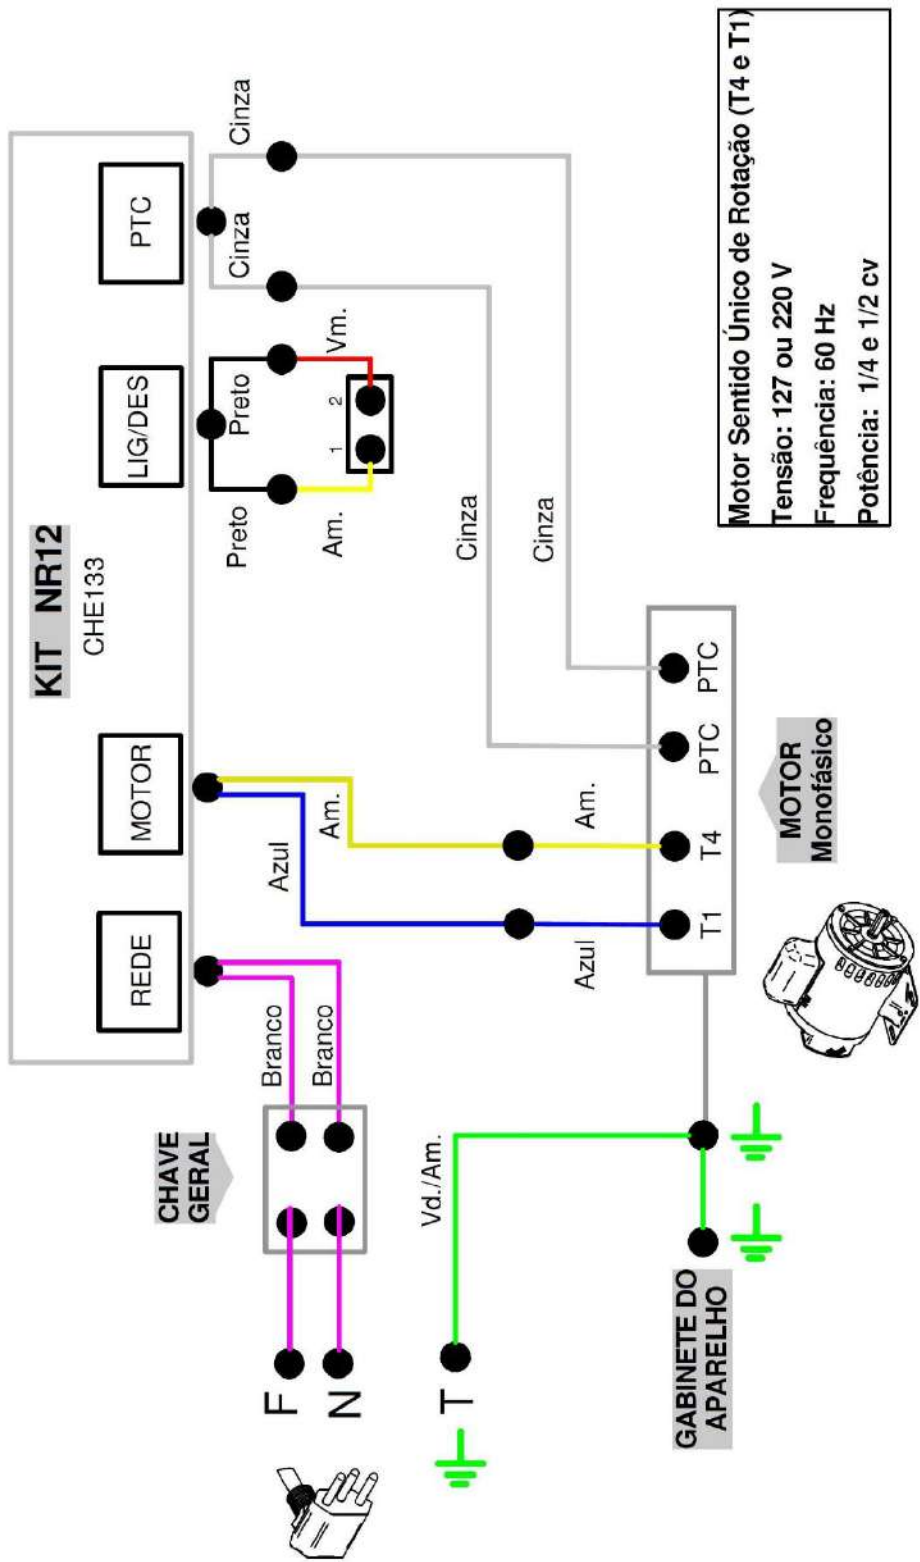 KIT NR12
CHE133
REDE
MOTOR
LIG/DES
PTC
CHAVE
GERAL
Branco
Branco
Azul
Am.
Preto
Preto
Am.
Vm.
1
2
Cinza
Cinza
F
N
T
Vd./Am.
Azul
Am.
Cinza
Cinza
T1
T4
PTC
PTC
GABINETE DO
APARELHO
MOTOR
Monofásico
Motor Sentido Único de Rotação (T4 e T1)
Tensão: 127 ou 220 V
Frequência: 60 Hz
Potência: 1/4 e 1/2 cv